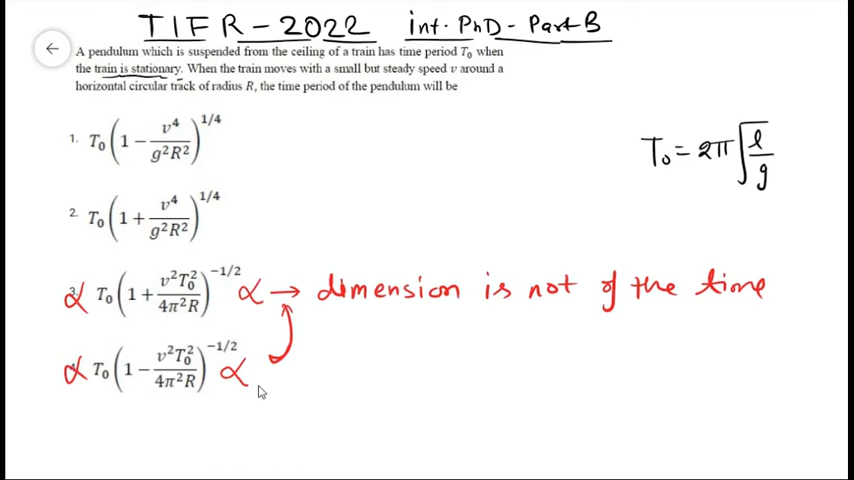 TIFR-2022 Int. PhD - Part B
A pendulum which is suspended from the ceiling of a train has time period T₀ when
the train is stationary. When the train moves with a small but steady speed v around a
horizontal circular track of radius R, the time period of the pendulum will be
1. T₀(1 − v⁴/g²R²)^1/4
T₀ = 2π√(l/g)
2. T₀(1 + v⁴/g²R²)^1/4
3. T₀(1 + v²T₀²/4π²R)^−1/2 → dimension is not of the time
T₀(1 − v²T₀²/4π²R)^−1/2